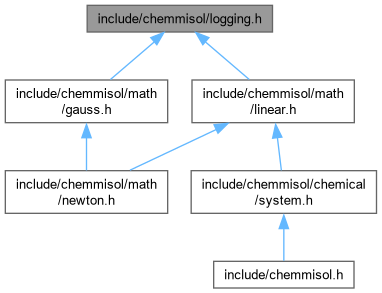 include/chemmisol/logging.h
include/chemmisol/math
/gauss.h
include/chemmisol/math
/linear.h
include/chemmisol/math
/newton.h
include/chemmisol/chemical
/system.h
include/chemmisol.h